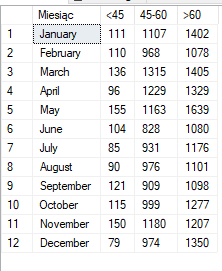 Miesiąc <45 45-60 >60
1 January 111 1107 1402
2 February 110 968 1078
3 March 136 1315 1405
4 April 96 1229 1329
5 May 155 1163 1639
6 June 104 828 1080
7 July 85 931 1176
8 August 90 976 1101
9 September 121 909 1098
10 October 115 999 1277
11 November 150 1180 1207
12 December 79 974 1350